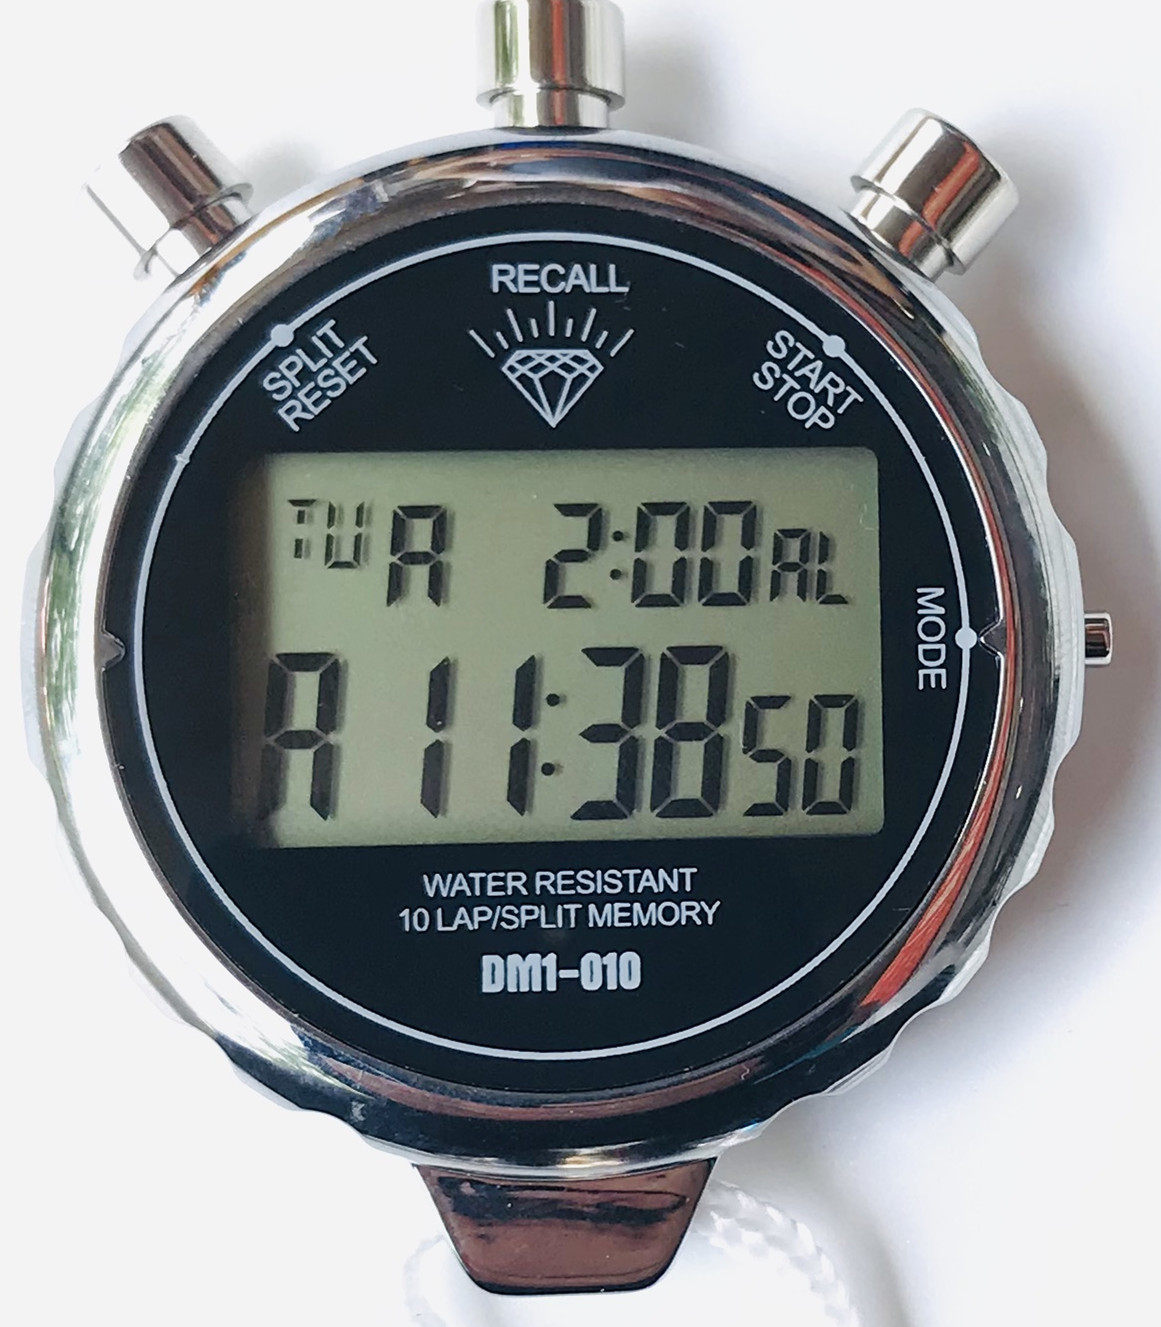 RECALL
SPLIT
RESET
START
STOP
TU A 2:00 AL
A 11:38 50
MODE
WATER RESISTANT
10 LAP/SPLIT MEMORY
DM1-010